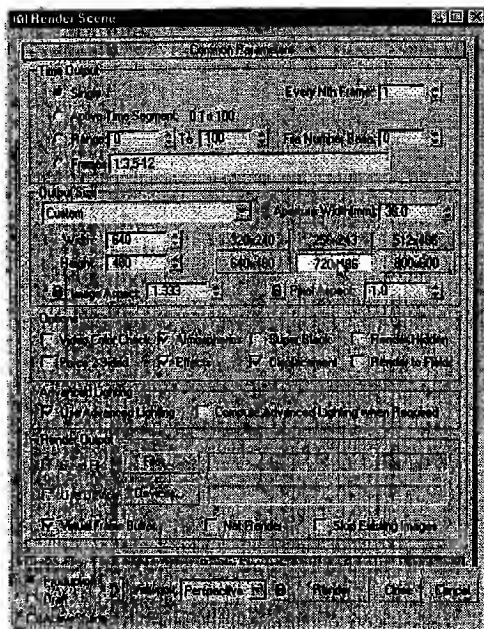 Render Scene
Common Parameters
Time Output
Single Every Nth Frame: 1
Active Time Segment: 0 To 100
Range: 0 To 100 File Number Base: 0
Frames 1,3,5-12
Output Size
Custom Aperture Width(mm): 36.0
Width: 640 320x240 256x243 512x486
Height: 480 640x480 720x486 800x600
Image Aspect: 1.333 Pixel Aspect: 1.0
Options
Video Color Check Atmospherics Super Black Render Hidden
Force 2-Sided Effects Displacement Render to Fields
Advanced Lighting
Use Advanced Lighting Compute Advanced Lighting when Required
Render Output
Files...
Devices...
Virtual Frame Buffer Net Render Skip Existing Images
Production Viewport: Perspective Render Close Cancel